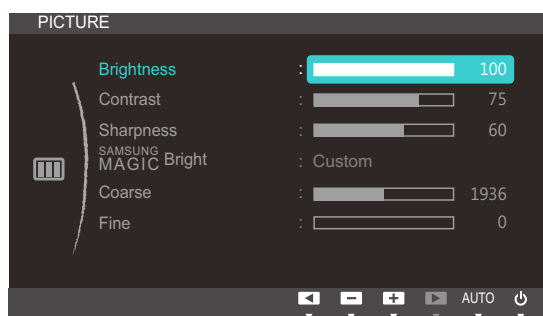 PICTURE
Brightness : 100
Contrast : 75
Sharpness : 60
SAMSUNG
MAGIC Bright : Custom
Coarse : 1936
Fine : 0
AUTO